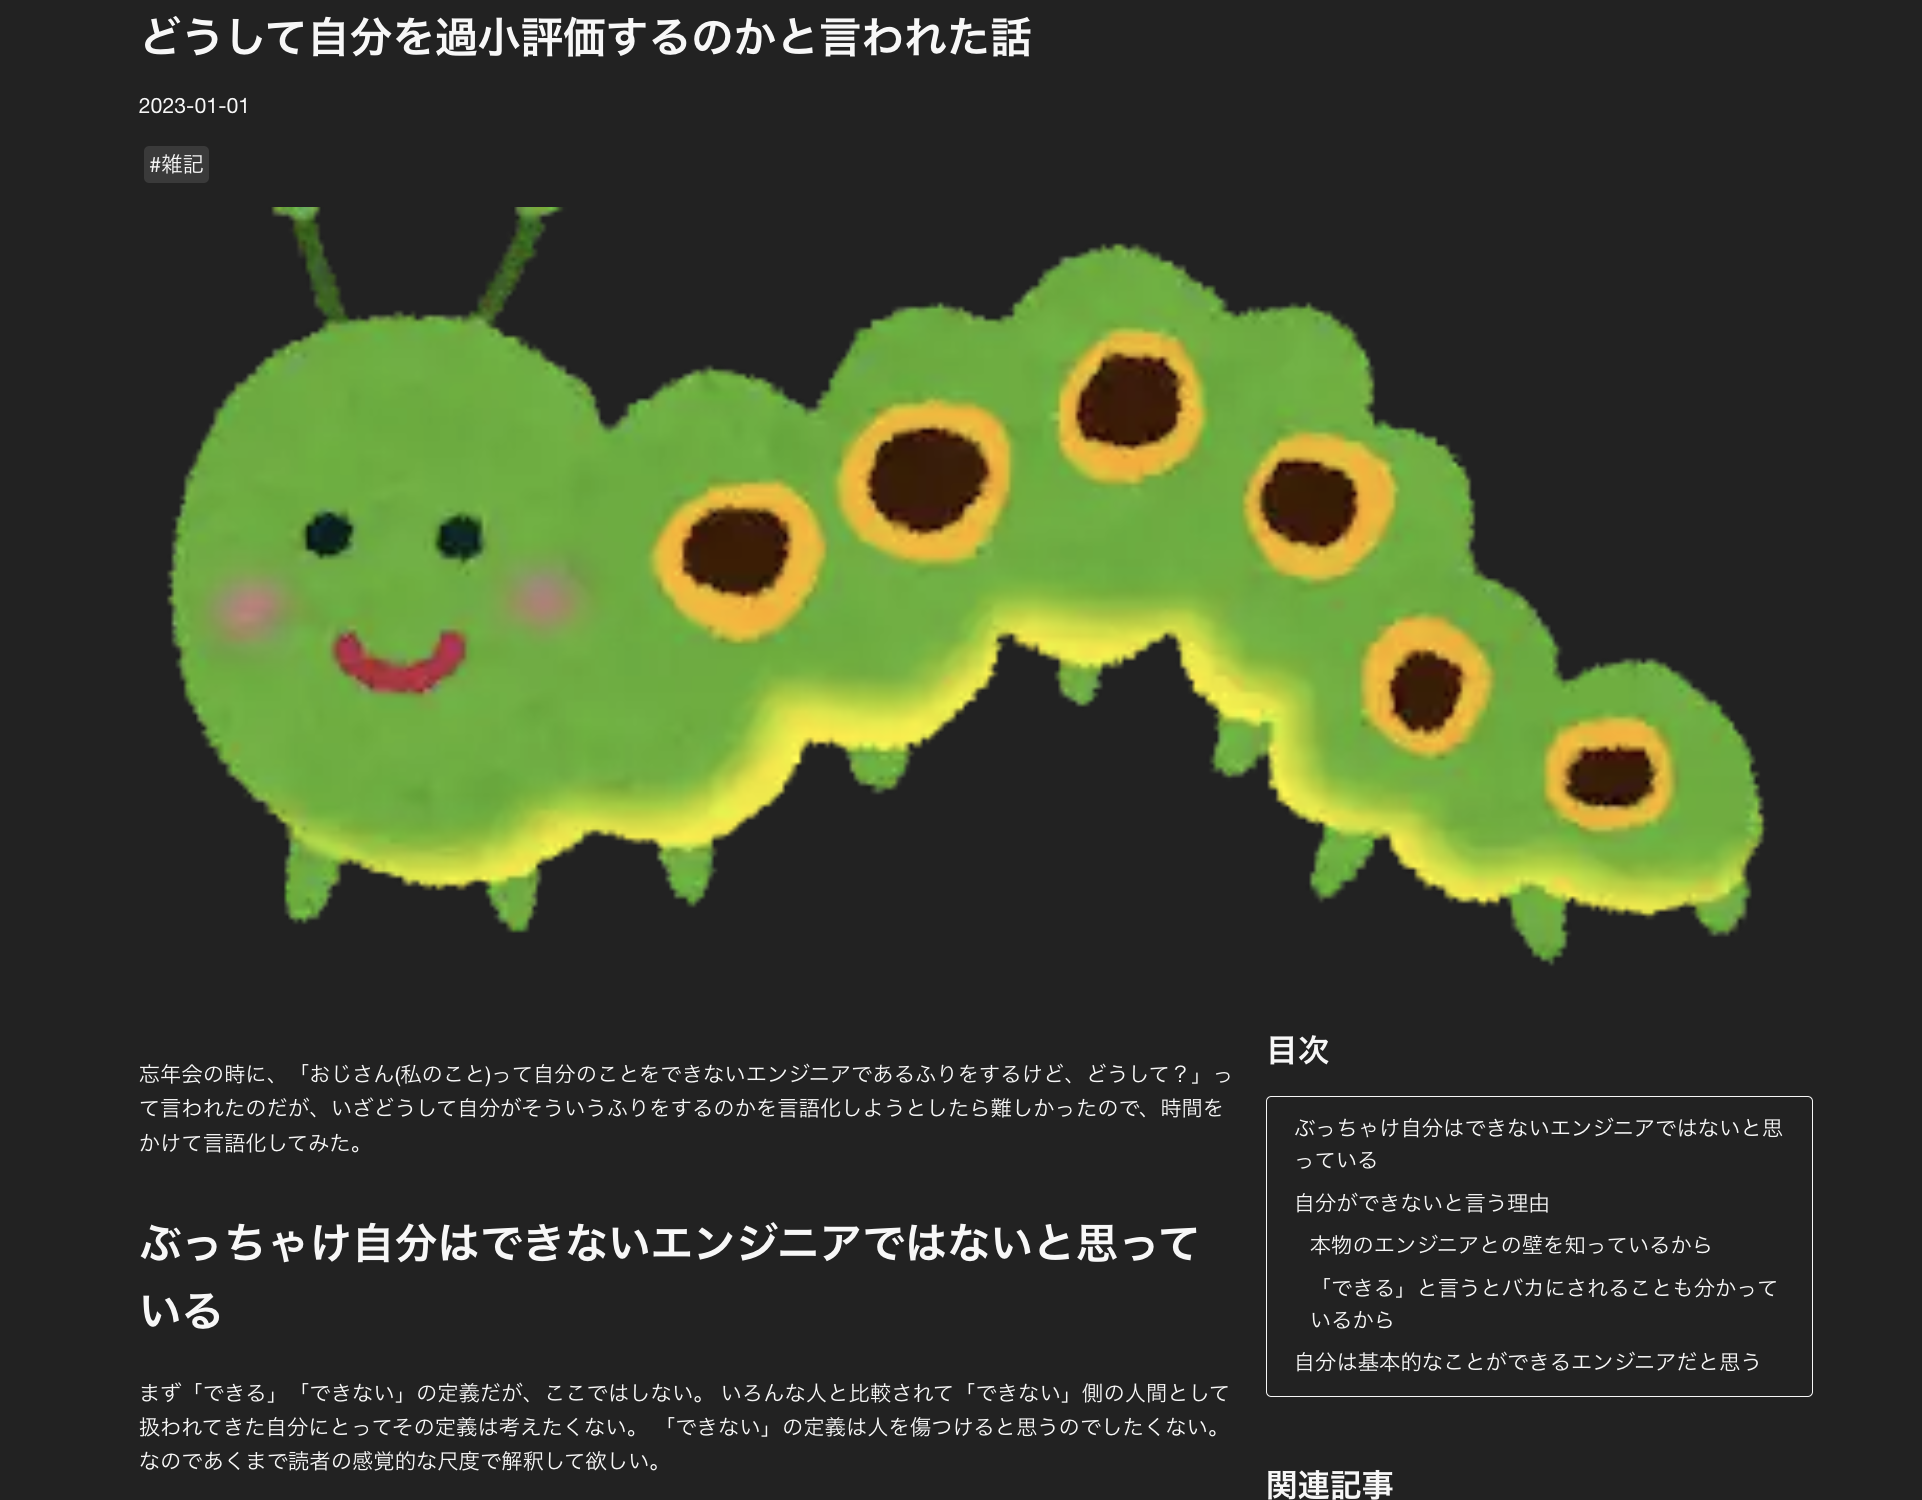 どうして自分を過小評価するのかと言われた話
2023-01-01
#雑記
忘年会の時に、「おじさん(私のこと)って自分のことをできないエンジニアであるふりをするけど、どうして？」っ
て言われたのだが、いざどうして自分がそういうふりをするのかを言語化しようとしたら難しかったので、時間を
かけて言語化してみた。
ぶっちゃけ自分はできないエンジニアではないと思って
いる
まず「できる」「できない」の定義だが、ここではしない。 いろんな人と比較されて「できない」側の人間として
扱われてきた自分にとってその定義は考えたくない。 「できない」の定義は人を傷つけると思うのでしたくない。
なのであくまで読者の感覚的な尺度で解釈して欲しい。
目次
ぶっちゃけ自分はできないエンジニアではないと思
っている
自分ができないと言う理由
本物のエンジニアとの壁を知っているから
「できる」と言うとバカにされることも分かって
いるから
自分は基本的なことができるエンジニアだと思う
関連記事